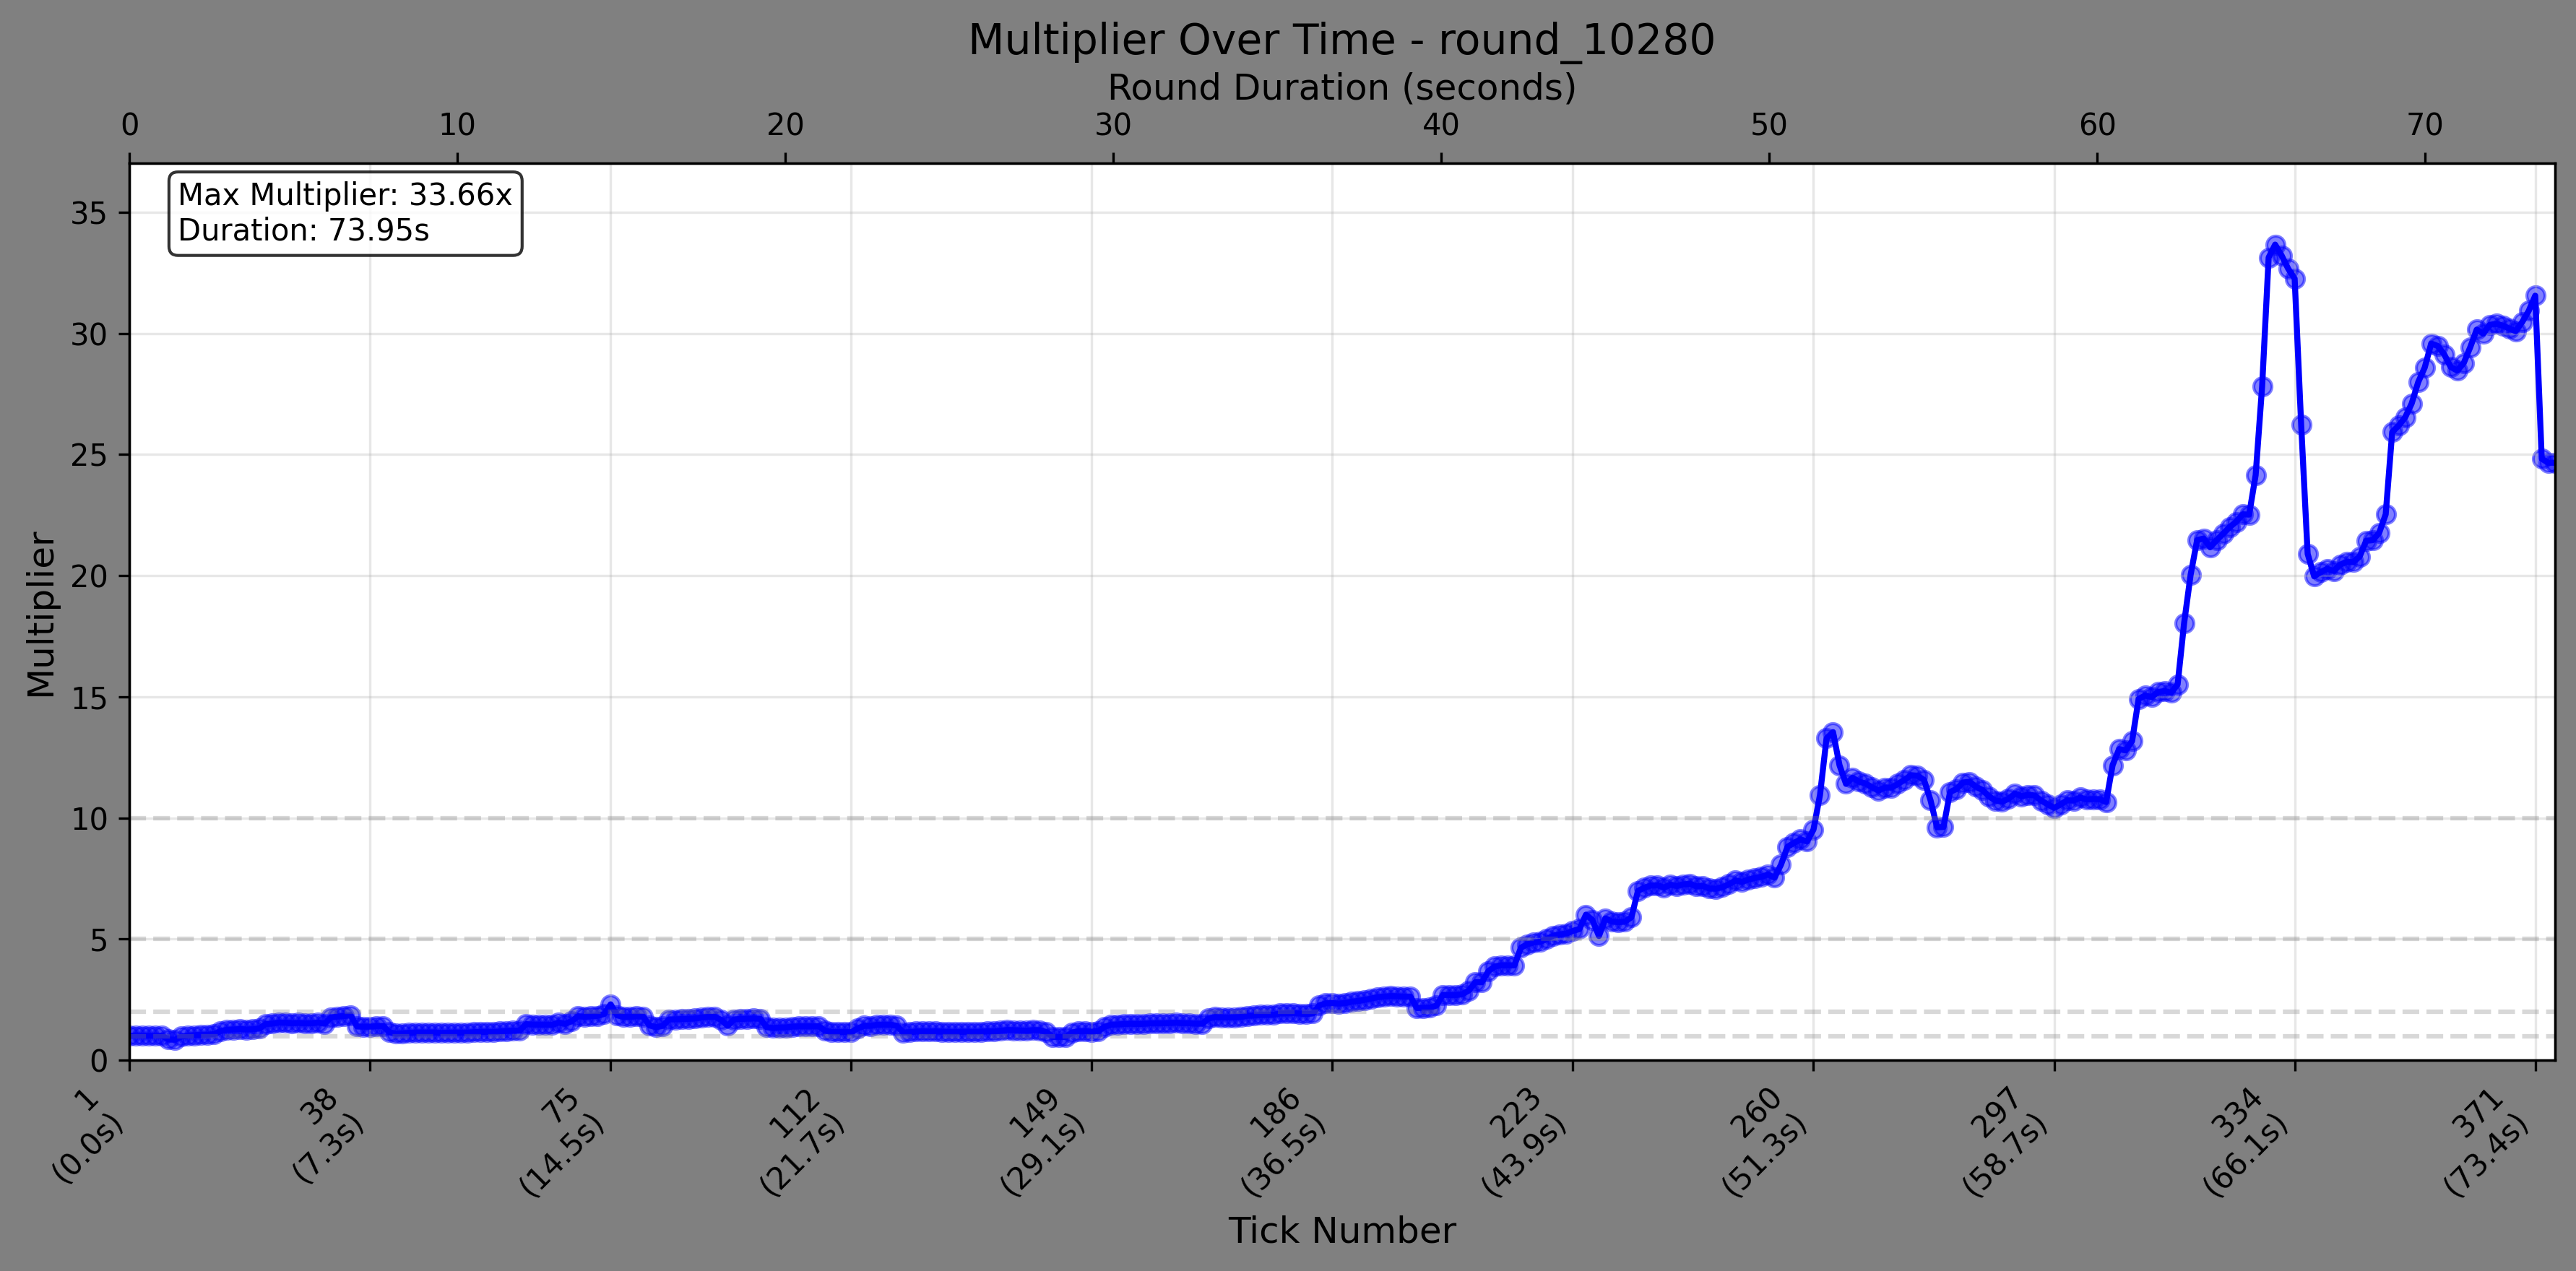 Multiplier Over Time - round_10280
Round Duration (seconds)
0 10 20 30 40 50 60 70
Max Multiplier: 33.66x
Duration: 73.95s
Multiplier
35
30
25
20
15
10
5
0
1
(0.0s)
38
(7.3s)
75
(14.5s)
112
(21.7s)
149
(29.1s)
186
(36.5s)
223
(43.9s)
260
(51.3s)
297
(58.7s)
334
(66.1s)
371
(73.4s)
Tick Number